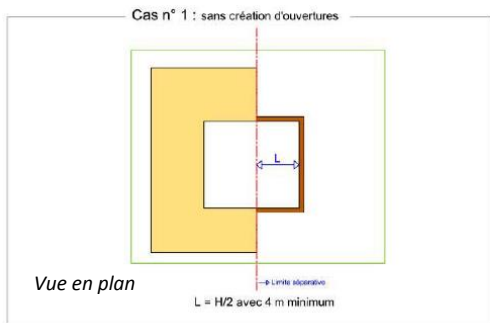 Cas n° 1 : sans création d'ouvertures
L
Vue en plan
Limite séparative
L = H/2 avec 4 m minimum